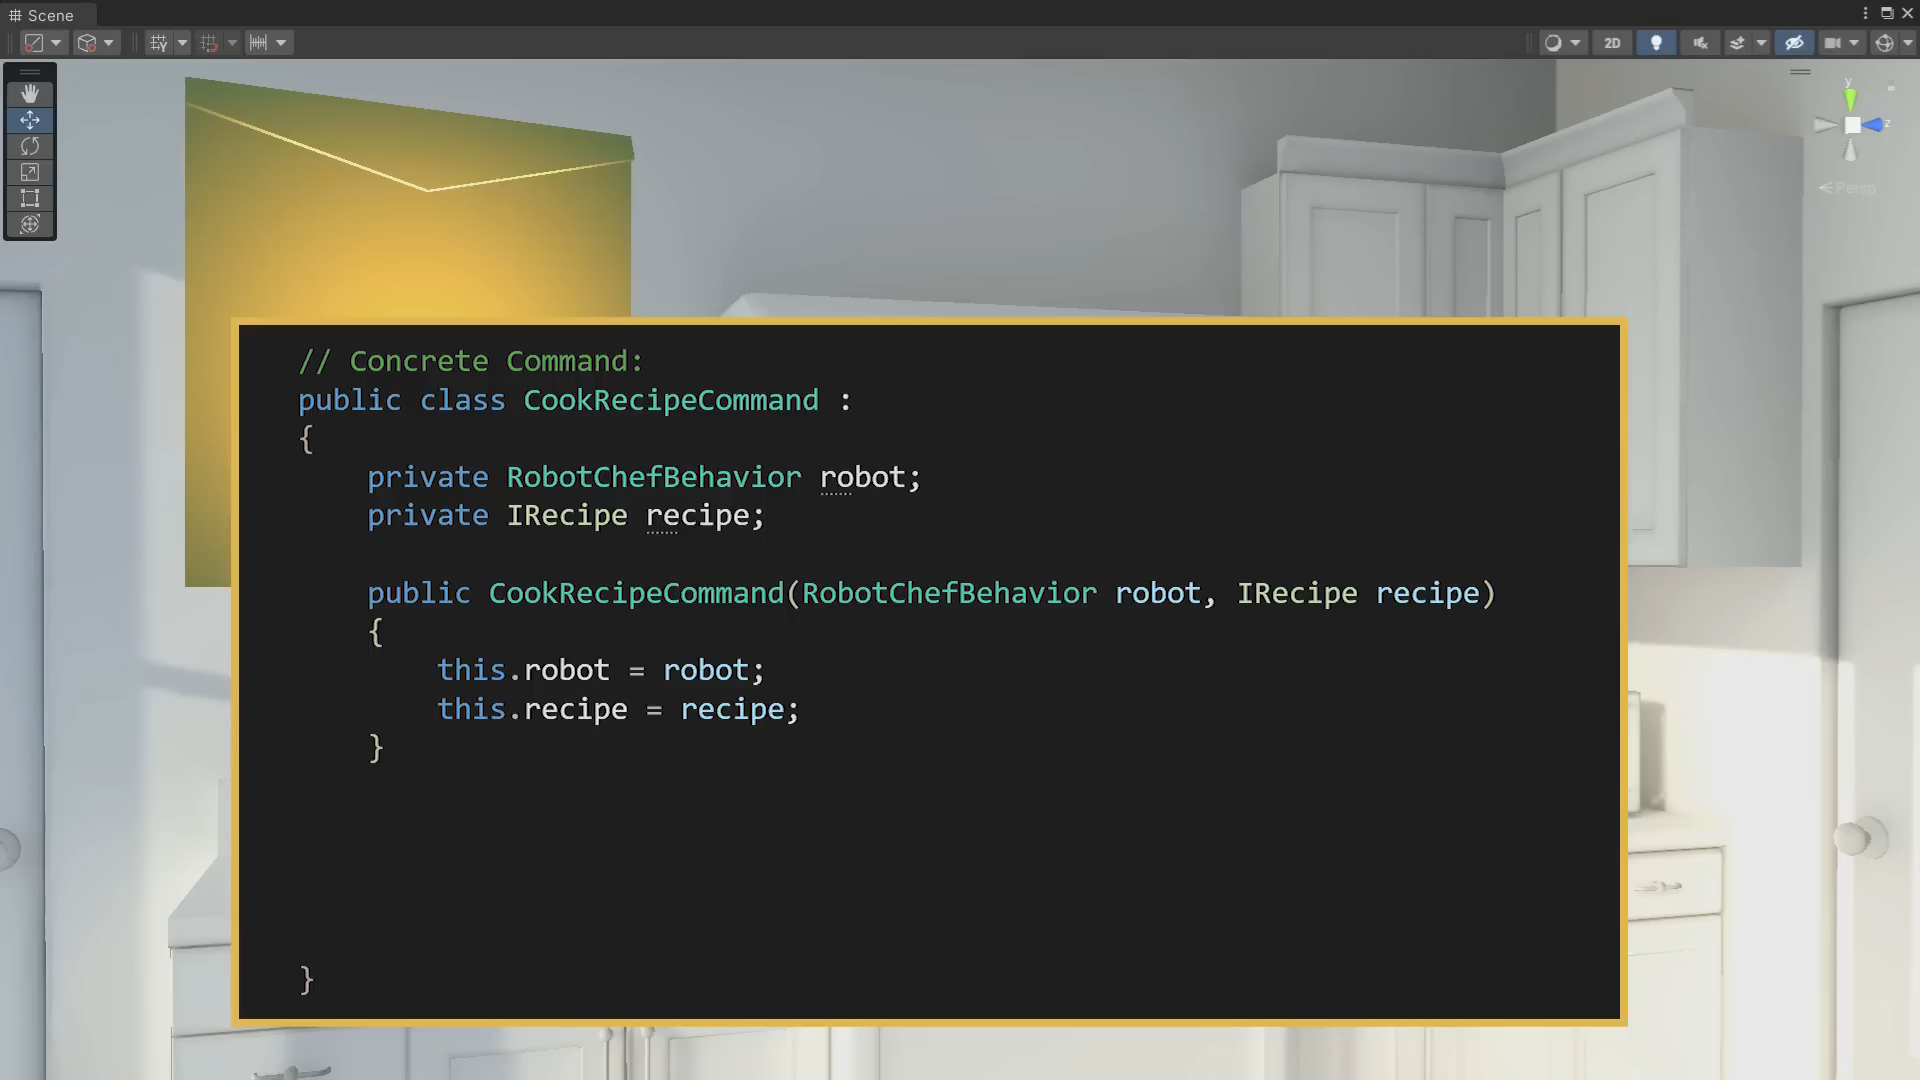 Scene
2D
y
z
Persp
// Concrete Command:
public class CookRecipeCommand :
{
private RobotChefBehavior robot;
private IRecipe recipe;
public CookRecipeCommand(RobotChefBehavior robot, IRecipe recipe)
{
this.robot = robot;
this.recipe = recipe;
}
}